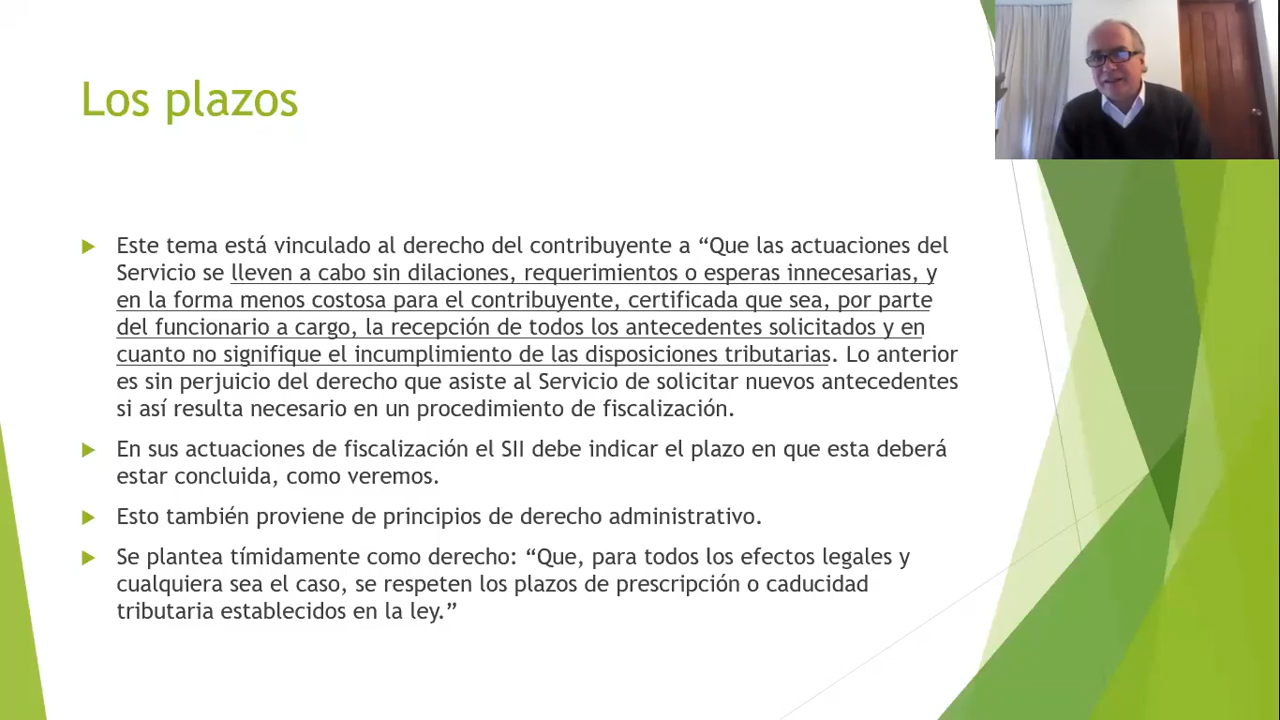 Los plazos
Este tema está vinculado al derecho del contribuyente a “Que las actuaciones del
Servicio se lleven a cabo sin dilaciones, requerimientos o esperas innecesarias, y
en la forma menos costosa para el contribuyente, certificada que sea, por parte
del funcionario a cargo, la recepción de todos los antecedentes solicitados y en
cuanto no signifique el incumplimiento de las disposiciones tributarias. Lo anterior
es sin perjuicio del derecho que asiste al Servicio de solicitar nuevos antecedentes
si así resulta necesario en un procedimiento de fiscalización.
En sus actuaciones de fiscalización el SII debe indicar el plazo en que esta deberá
estar concluida, como veremos.
Esto también proviene de principios de derecho administrativo.
Se plantea tímidamente como derecho: “Que, para todos los efectos legales y
cualquiera sea el caso, se respeten los plazos de prescripción o caducidad
tributaria establecidos en la ley.”